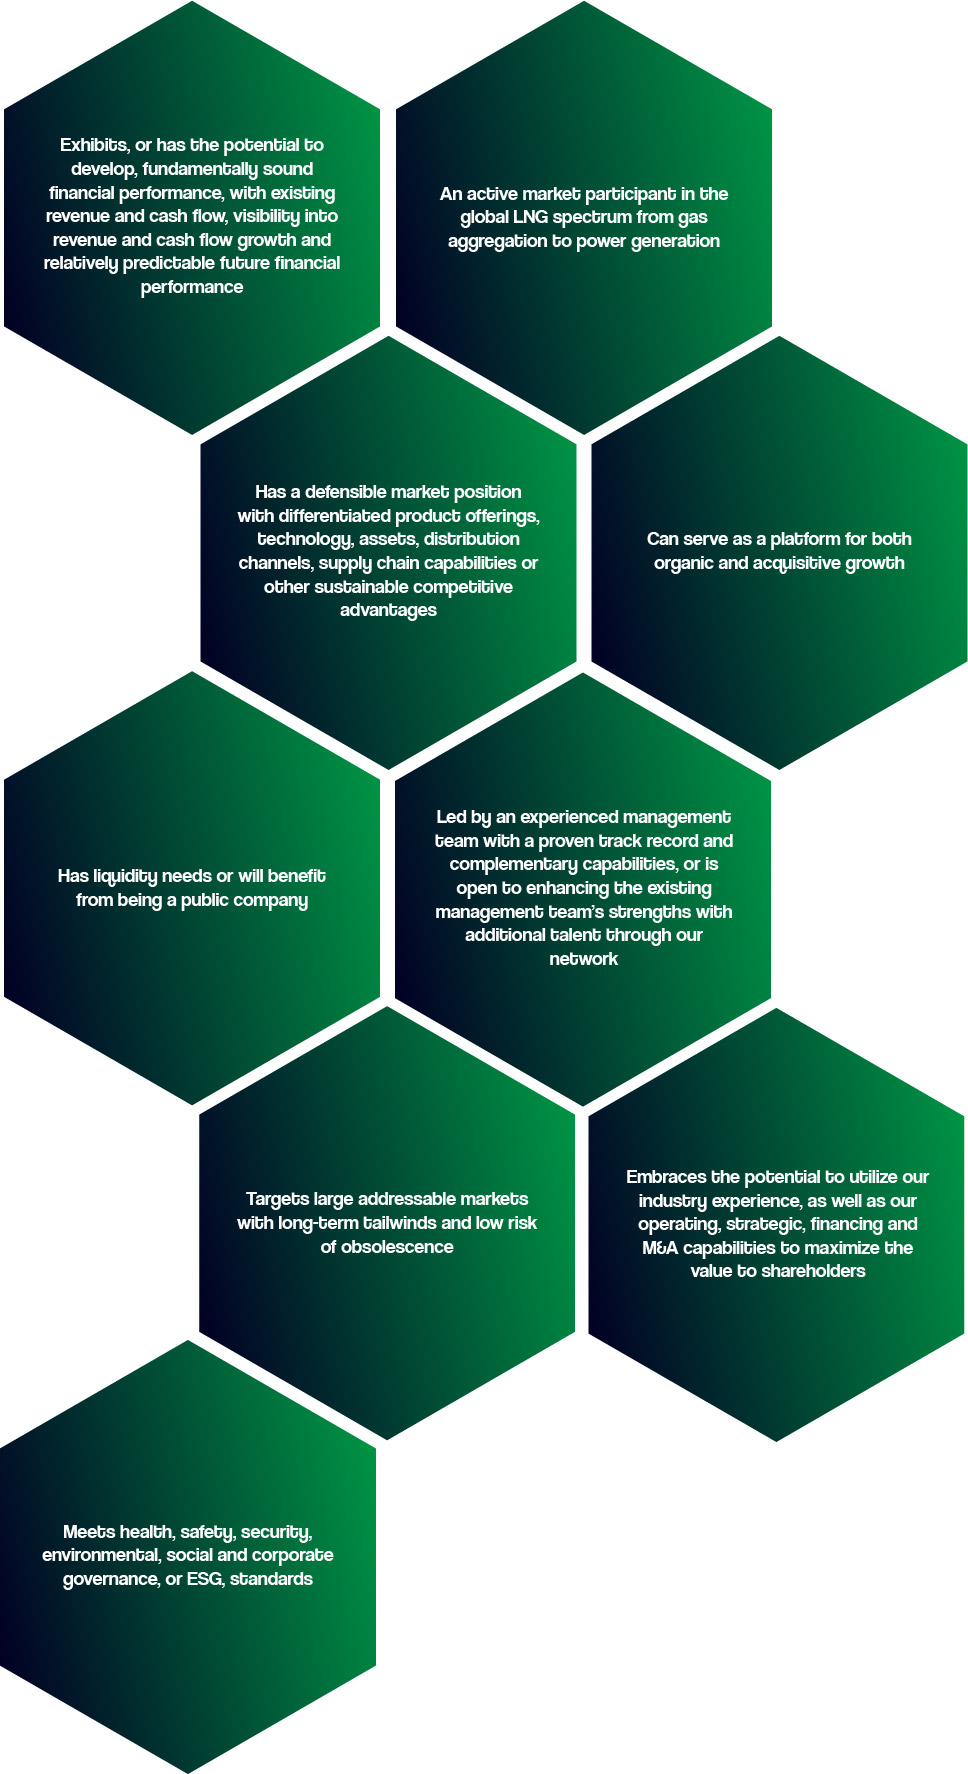 Exhibits, or has the potential to
develop, fundamentally sound
financial performance, with existing
revenue and cash flow, visibility into
revenue and cash flow growth and
relatively predictable future financial
performance
An active market participant in the
global LNG spectrum from gas
aggregation to power generation
Has a defensible market position
with differentiated product offerings,
technology, assets, distribution
channels, supply chain capabilities or
other sustainable competitive
advantages
Can serve as a platform for both
organic and acquisitive growth
Has liquidity needs or will benefit
from being a public company
Led by an experienced management
team with a proven track record and
complementary capabilities, or is
open to enhancing the existing
management team's strengths with
additional talent through our
network
Targets large addressable markets
with long-term tailwinds and low risk
of obsolescence
Embraces the potential to utilize our
industry experience, as well as our
operating, strategic, financing and
M&A capabilities to maximize the
value to shareholders
Meets health, safety, security,
environmental, social and corporate
governance, or ESG, standards